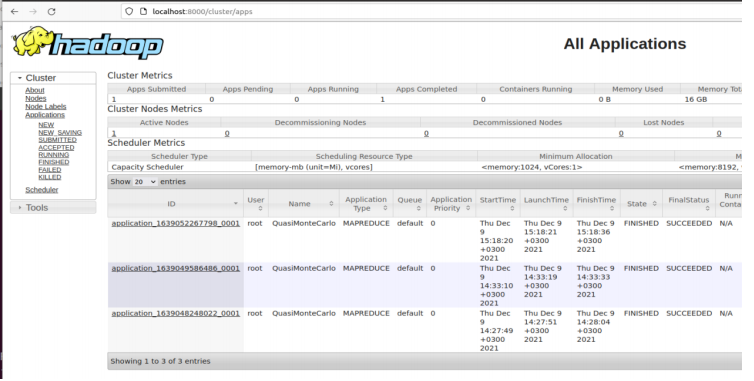 localhost:8000/cluster/apps
hadoop
All Applications
Cluster
About
Nodes
Node Labels
Applications
NEW
NEW_SAVING
SUBMITTED
ACCEPTED
RUNNING
FINISHED
FAILED
KILLED
Scheduler
Tools
Cluster Metrics
Apps Submitted Apps Pending Apps Running Apps Completed Containers Running Memory Used Memory Tot
1 0 0 1 0 0 B 16 GB
Cluster Nodes Metrics
Active Nodes Decommissioning Nodes Decommissioned Nodes Lost Nodes
1 0 0 0 0
Scheduler Metrics
Scheduler Type Scheduling Resource Type Minimum Allocation M
Capacity Scheduler [memory-mb (unit=Mi), vcores] <memory:1024, vCores:1> <memory:8192,
Show 20 entries
ID User Name Application Type Queue Application Priority StartTime LaunchTime FinishTime State FinalStatus Runn Conta
application_1639052267798_0001 root QuasiMonteCarlo MAPREDUCE default 0 Thu Dec 9 15:18:20 +0300 2021 Thu Dec 9 15:18:21 +0300 2021 Thu Dec 9 15:18:36 +0300 2021 FINISHED SUCCEEDED N/A
application_1639049586486_0001 root QuasiMonteCarlo MAPREDUCE default 0 Thu Dec 9 14:33:10 +0300 2021 Thu Dec 9 14:33:19 +0300 2021 Thu Dec 9 14:33:33 +0300 2021 FINISHED SUCCEEDED N/A
application_1639048248022_0001 root QuasiMonteCarlo MAPREDUCE default 0 Thu Dec 9 14:27:49 +0300 2021 Thu Dec 9 14:27:51 +0300 2021 Thu Dec 9 14:28:04 +0300 2021 FINISHED SUCCEEDED N/A
Showing 1 to 3 of 3 entries